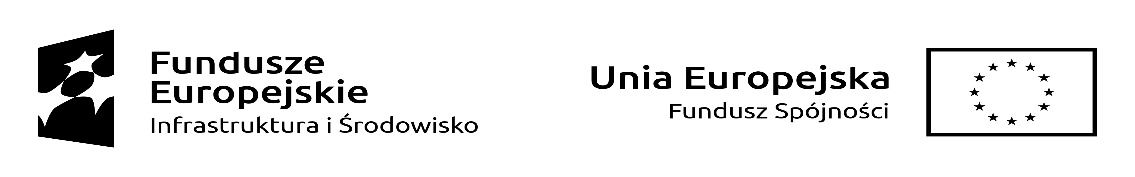 Fundusze
Europejskie
Infrastruktura i Środowisko
Unia Europejska
Fundusz Spójności